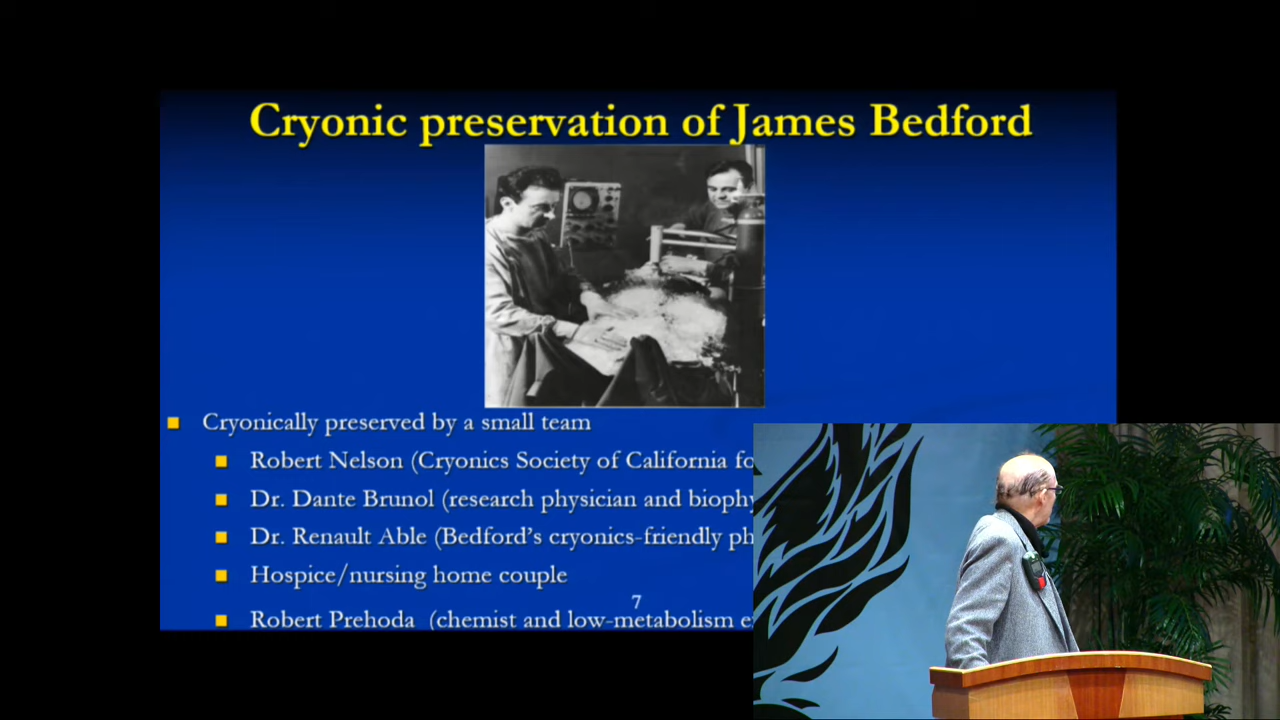 Cryonic preservation of James Bedford
Cryonically preserved by a small team
Robert Nelson (Cryonics Society of California fo
Dr. Dante Brunol (research physician and biophy
Dr. Renault Able (Bedford's cryonics-friendly ph
Hospice/nursing home couple
7
Robert Prehoda (chemist and low-metabolism e